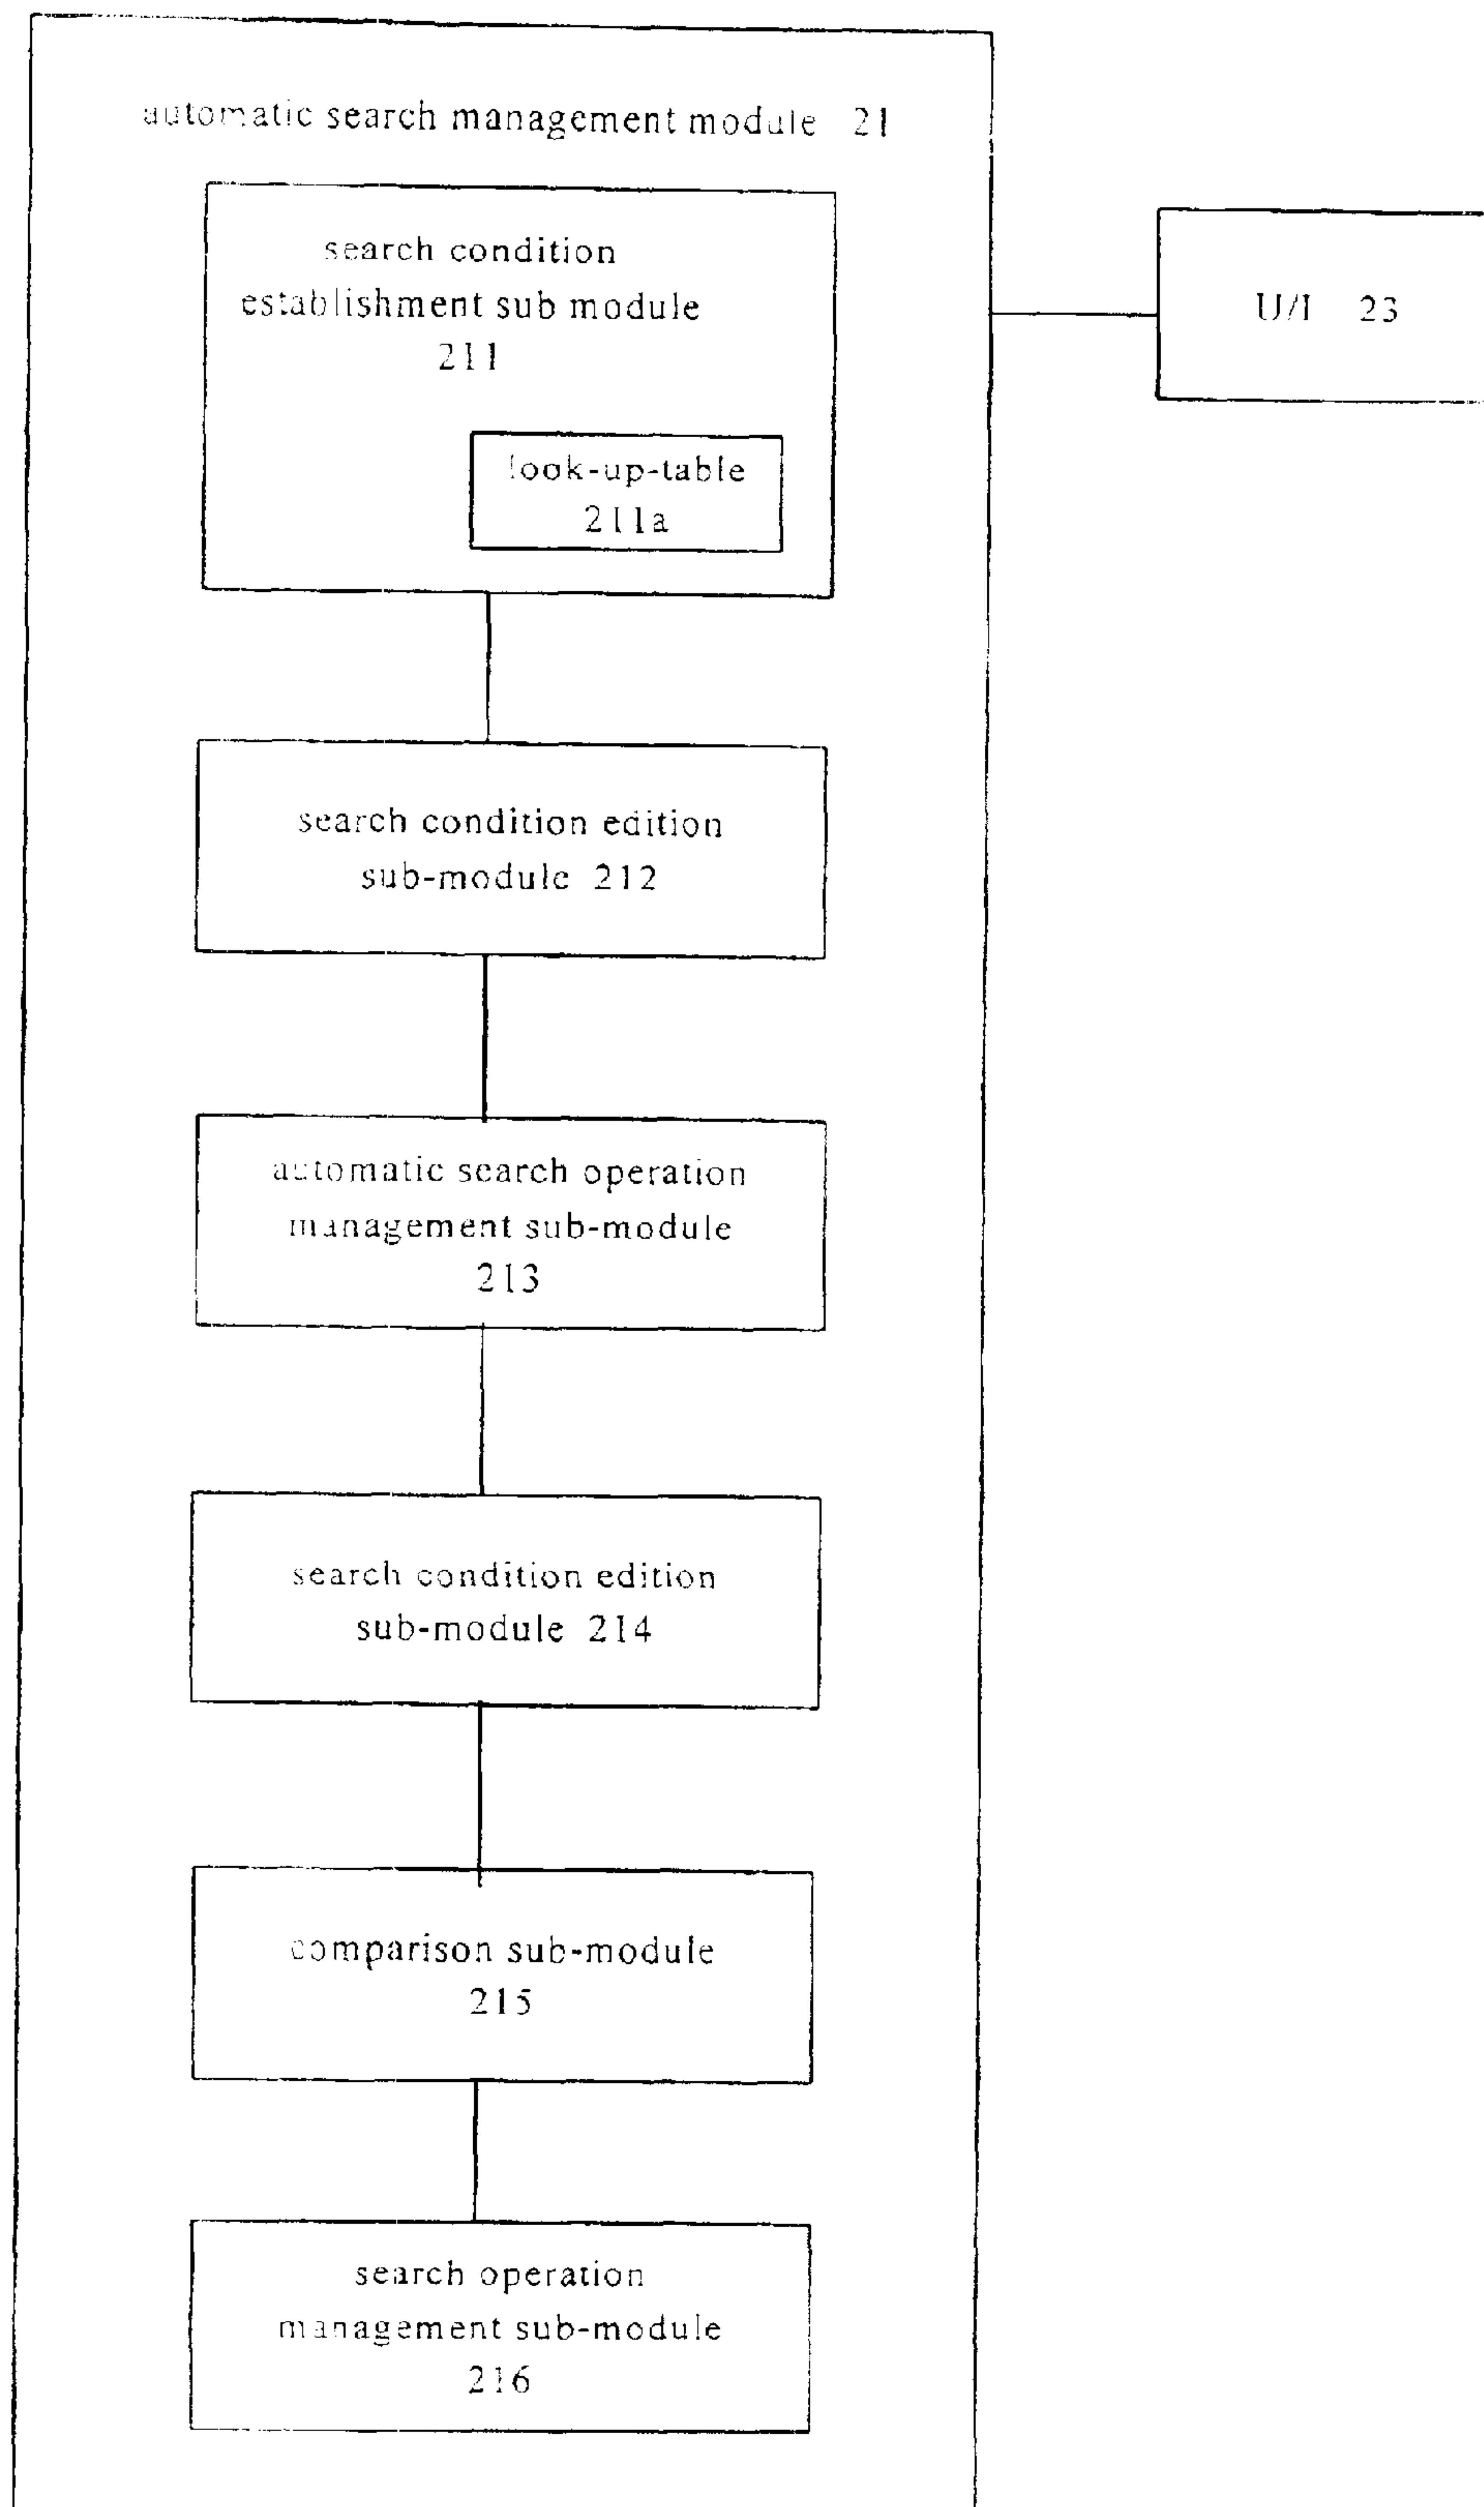 automatic search management module 21
search condition
establishment sub module
211
look-up-table
211a
U/I 23
search condition edition
sub-module 212
automatic search operation
management sub-module
213
search condition edition
sub-module 214
comparison sub-module
215
search operation
management sub-module
216